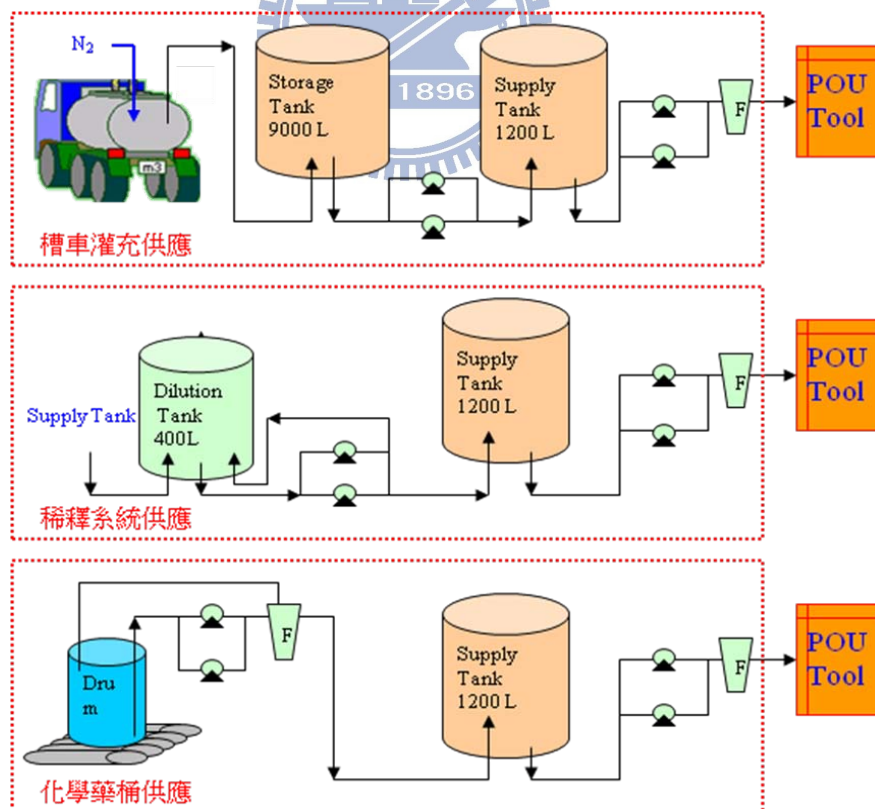 N2
Storage
Tank
9000 L
1896
Supply
Tank
1200 L
F
POU
Tool
m3
槽車灌充供應
Dilution
Tank
400L
Supply Tank
Supply
Tank
1200 L
F
POU
Tool
稀釋系統供應
Dru
m
F
Supply
Tank
1200 L
F
POU
Tool
化學藥桶供應